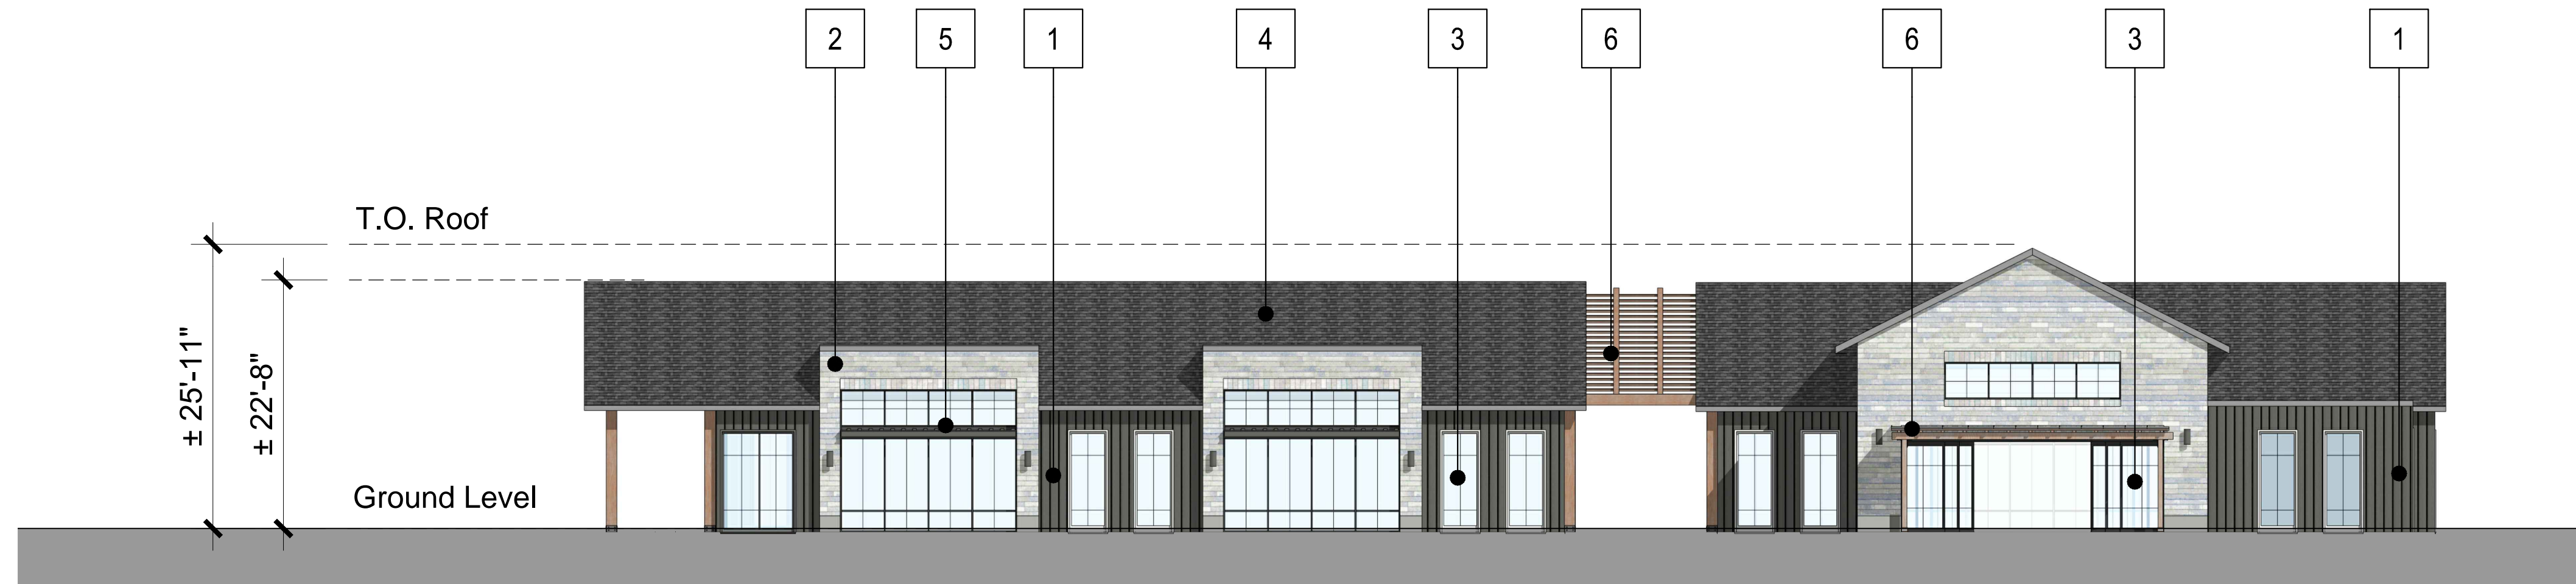 2 5 1 4 3 6 6 3 1
T.O. Roof
± 25'-11"
± 22'-8"
Ground Level